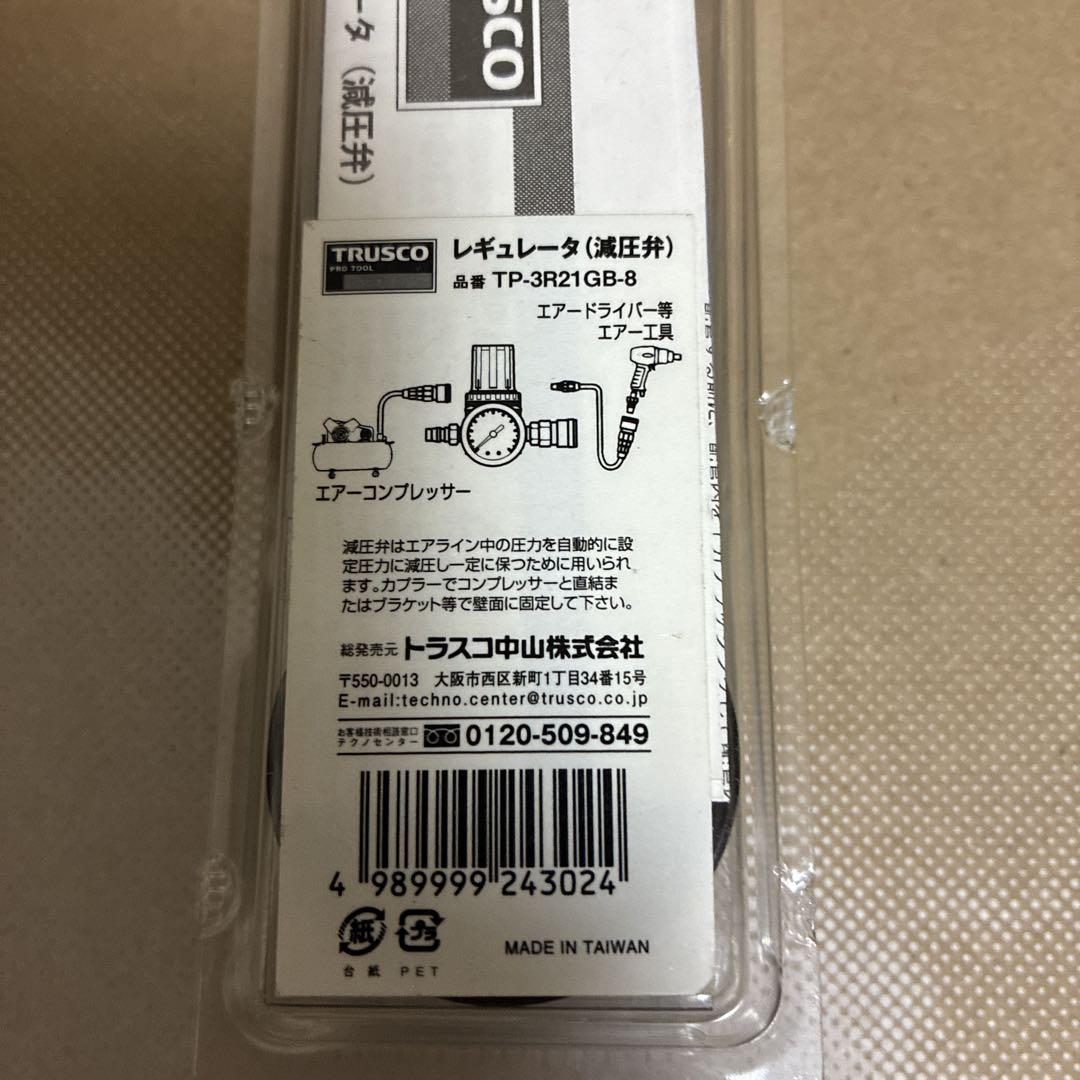 SCO
ータ（減圧弁）
TRUSCO
PRO TOOL
レギュレータ（減圧弁）
品番 TP-3R21GB-8
エアードライバー等
エアー工具
エアーコンプレッサー
減圧弁はエアライン中の圧力を自動的に設
定圧力に減圧し一定に保つために用いられ
ます。カプラーでコンプレッサーと直結ま
たはブラケット等で壁面に固定して下さい。
総発売元 トラスコ中山株式会社
〒550-0013 大阪市西区新町1丁目34番15号
E-mail:techno.center@trusco.co.jp
お客様技術相談窓口
テクノセンター 0120-509-849
4 989999 243024
紙 プラ
台紙 PET
MADE IN TAIWAN